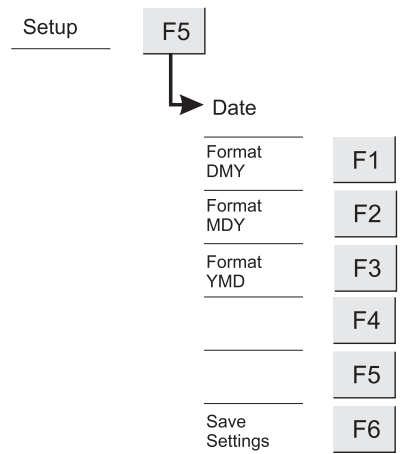 Setup F5
Date
Format
DMY F1
Format
MDY F2
Format
YMD F3
F4
F5
Save
Settings F6